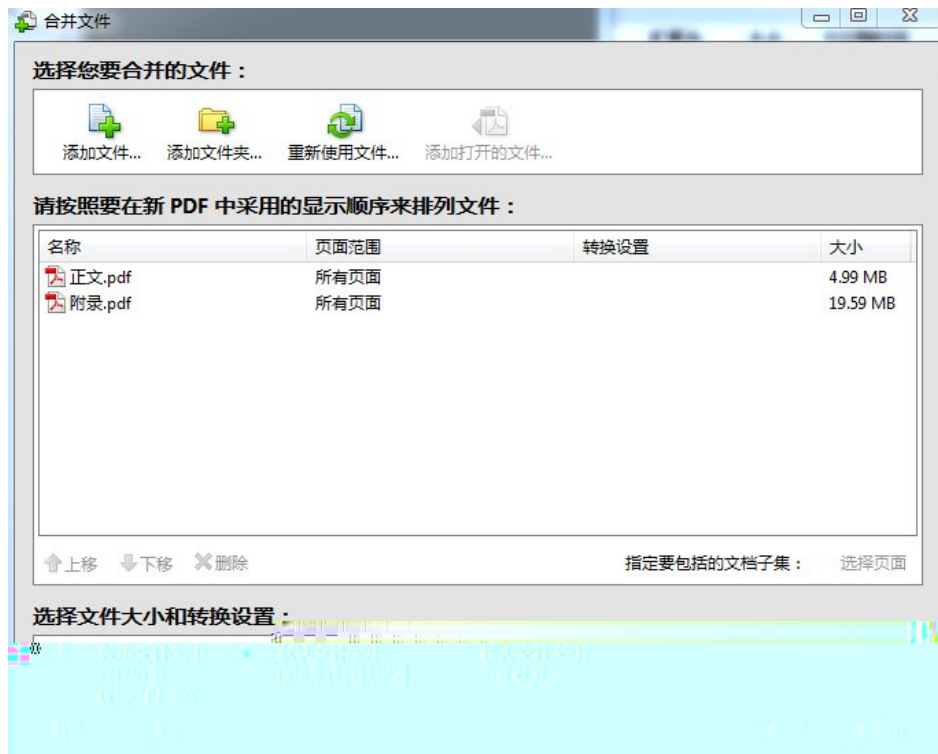 合并文件
选择您要合并的文件：
添加文件... 添加文件夹... 重新使用文件... 添加打开的文件...
请按照要在新 PDF 中采用的显示顺序来排列文件：
名称 页面范围 转换设置 大小
正文.pdf 所有页面 4.99 MB
附录.pdf 所有页面 19.59 MB
上移 下移 删除 指定要包括的文档子集： 选择页面
选择文件大小和转换设置：